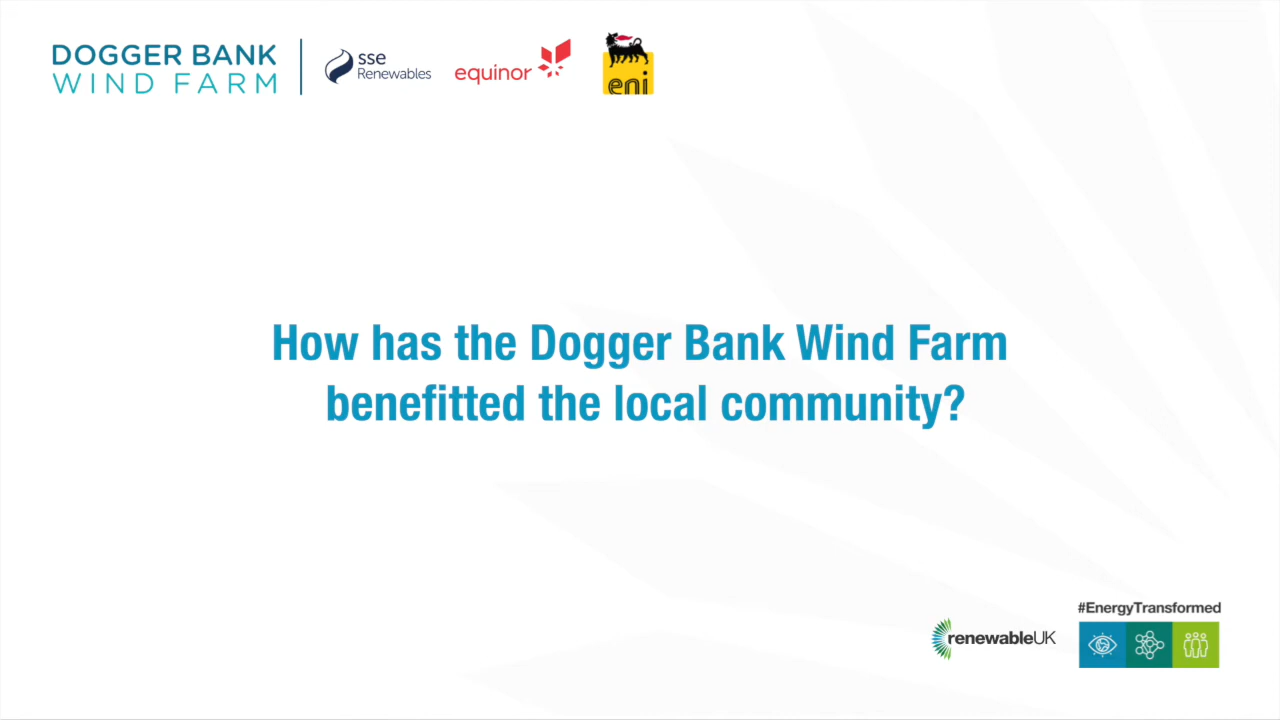 DOGGER BANK
WIND FARM
sse
Renewables
equinor
eni
How has the Dogger Bank Wind Farm
benefitted the local community?
#EnergyTransformed
renewableUK